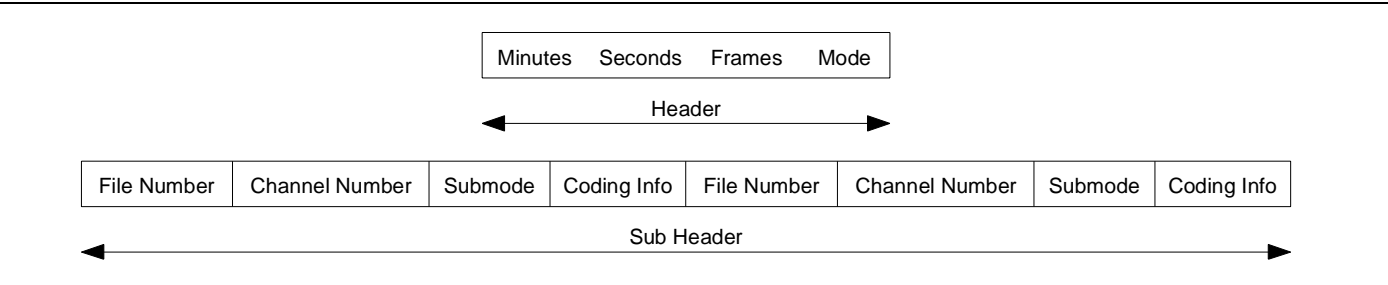 Minutes Seconds Frames Mode
Header
File Number Channel Number Submode Coding Info File Number Channel Number Submode Coding Info
Sub Header